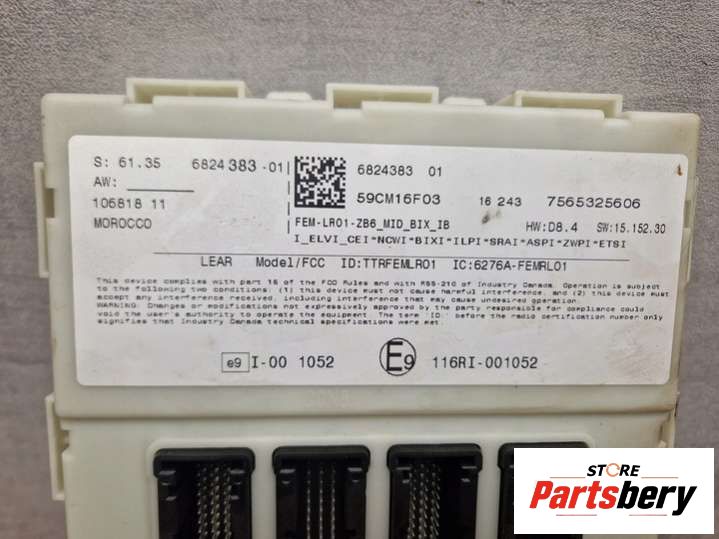 S: 61.35 6824383 -01
AW:
106818 11
MOROCCO
6824383 01
59CM16F03 16 243 7565325606
FEM-LR01-ZB6_MID_BIX_IB HW:D8.4 SW:15.152.30
I_ELVI_CEI*NCWI*BIXI*ILPI*SRAI*ASPI*ZWPI*ETSI
LEAR Model/FCC ID:TTRFEMLR01 IC:6276A-FEMRL01
This device complies with part 15 of the FCC Rules and with RSS-210 of Industry Canada. Operation is subject
to the following two conditions: (1) this device must not cause harmful interference, and (2) this device must
accept any interference received, including interference that may cause undesired operation.
WARNING: Changes or modifications not expressively approved by the party responsible for compliance could
void the user's authority to operate the equipment. The term 'ID: before the radio certification number only
signifies that Industry Canada technical specifications were met.
e9 I-00 1052 E9 116RI-001052
STORE
Partsbery